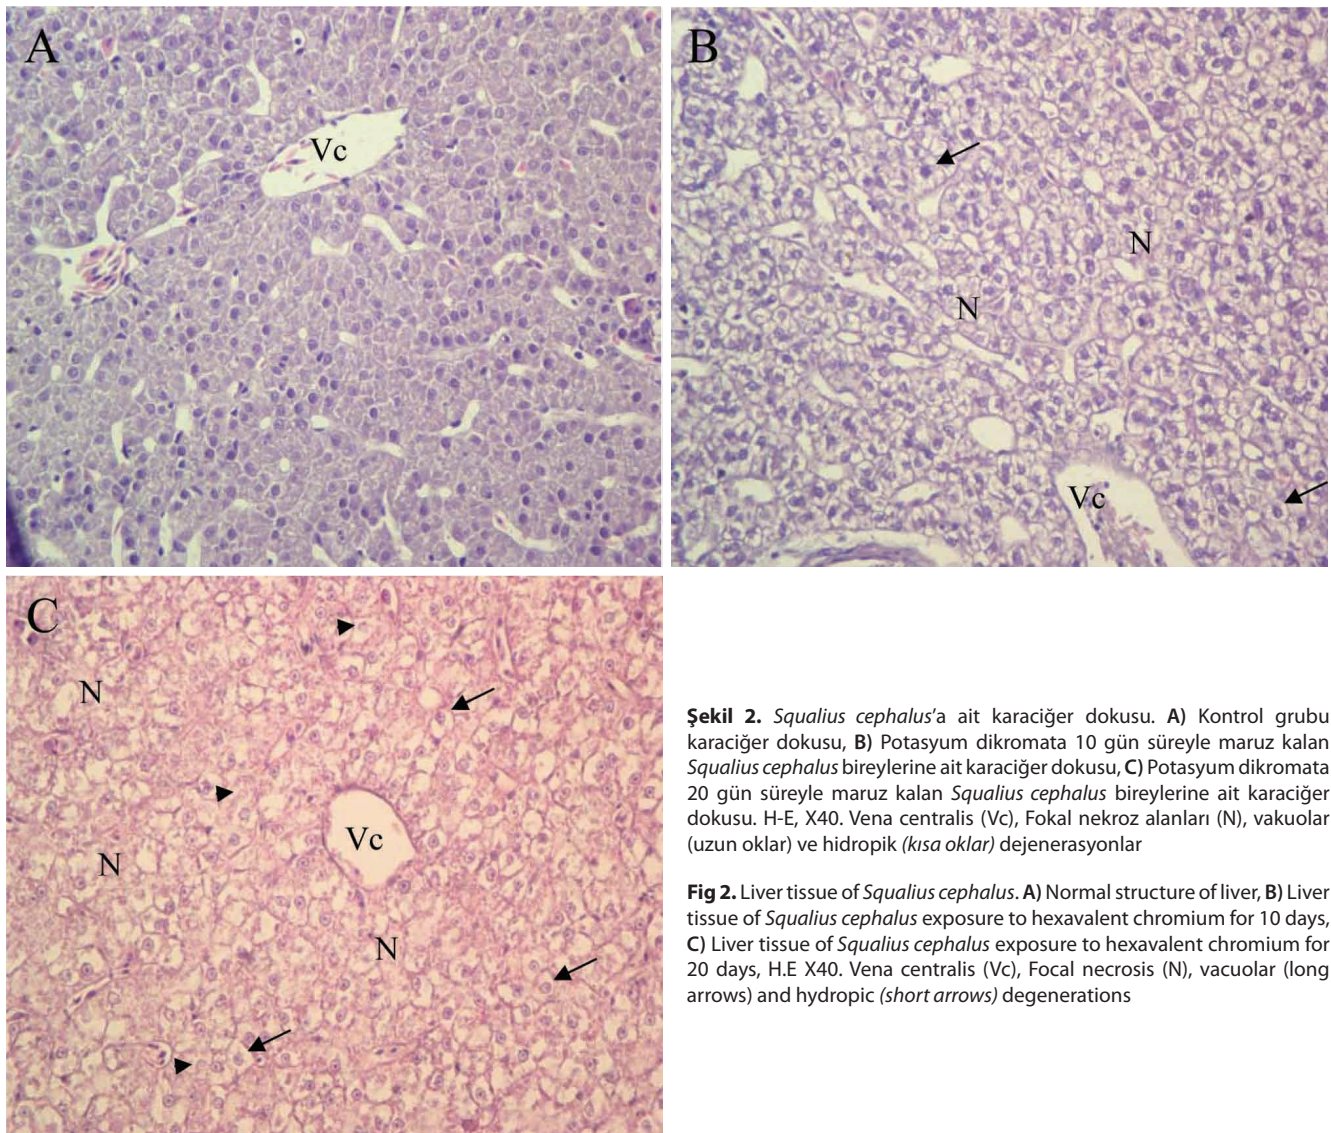 A
Vc
B
N
N
Vc
C
N
N
Vc
N
Şekil 2. Squalius cephalus'a ait karaciğer dokusu. A) Kontrol grubu
karaciğer dokusu, B) Potasyum dikromata 10 gün süreyle maruz kalan
Squalius cephalus bireylerine ait karaciğer dokusu, C) Potasyum dikromata
20 gün süreyle maruz kalan Squalius cephalus bireylerine ait karaciğer
dokusu. H-E, X40. Vena centralis (Vc), Fokal nekroz alanları (N), vakuolar
(uzun oklar) ve hidropik (kısa oklar) dejenerasyonlar
Fig 2. Liver tissue of Squalius cephalus. A) Normal structure of liver, B) Liver
tissue of Squalius cephalus exposure to hexavalent chromium for 10 days,
C) Liver tissue of Squalius cephalus exposure to hexavalent chromium for
20 days, H.E X40. Vena centralis (Vc), Focal necrosis (N), vacuolar (long
arrows) and hydropic (short arrows) degenerations